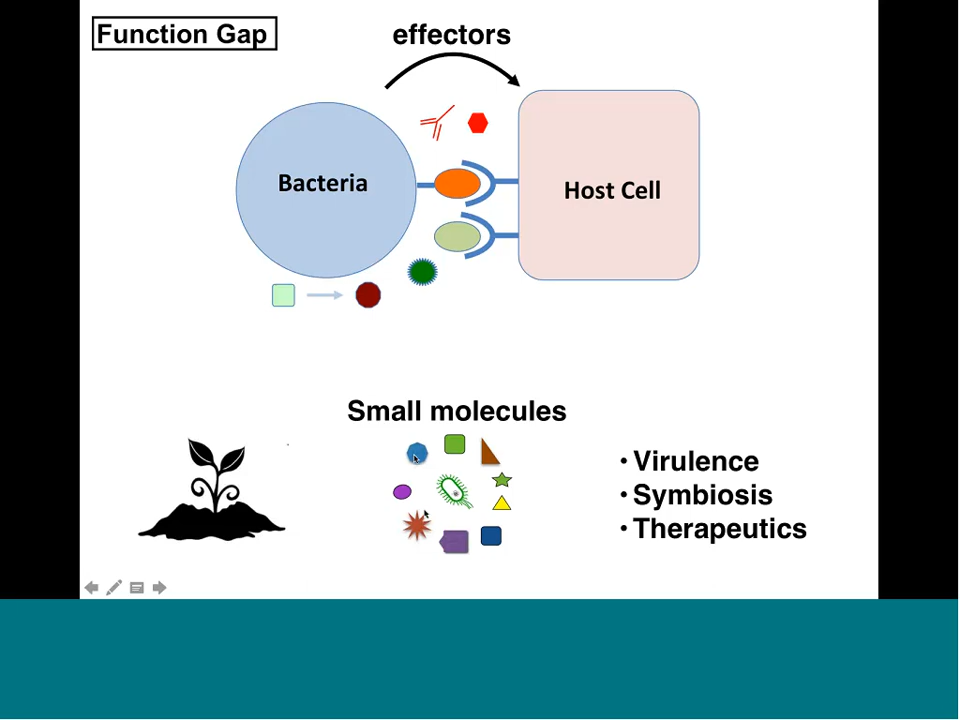 Function Gap
effectors
Bacteria
Host Cell
Small molecules
• Virulence
• Symbiosis
• Therapeutics